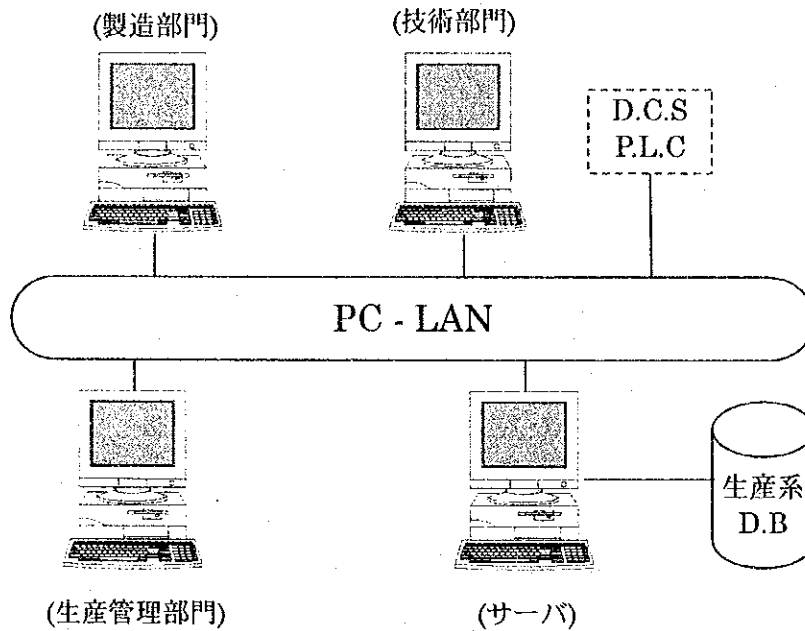 (製造部門)
(技術部門)
D.C.S
P.L.C
PC - LAN
生産系
D.B
(生産管理部門)
(サーバ)